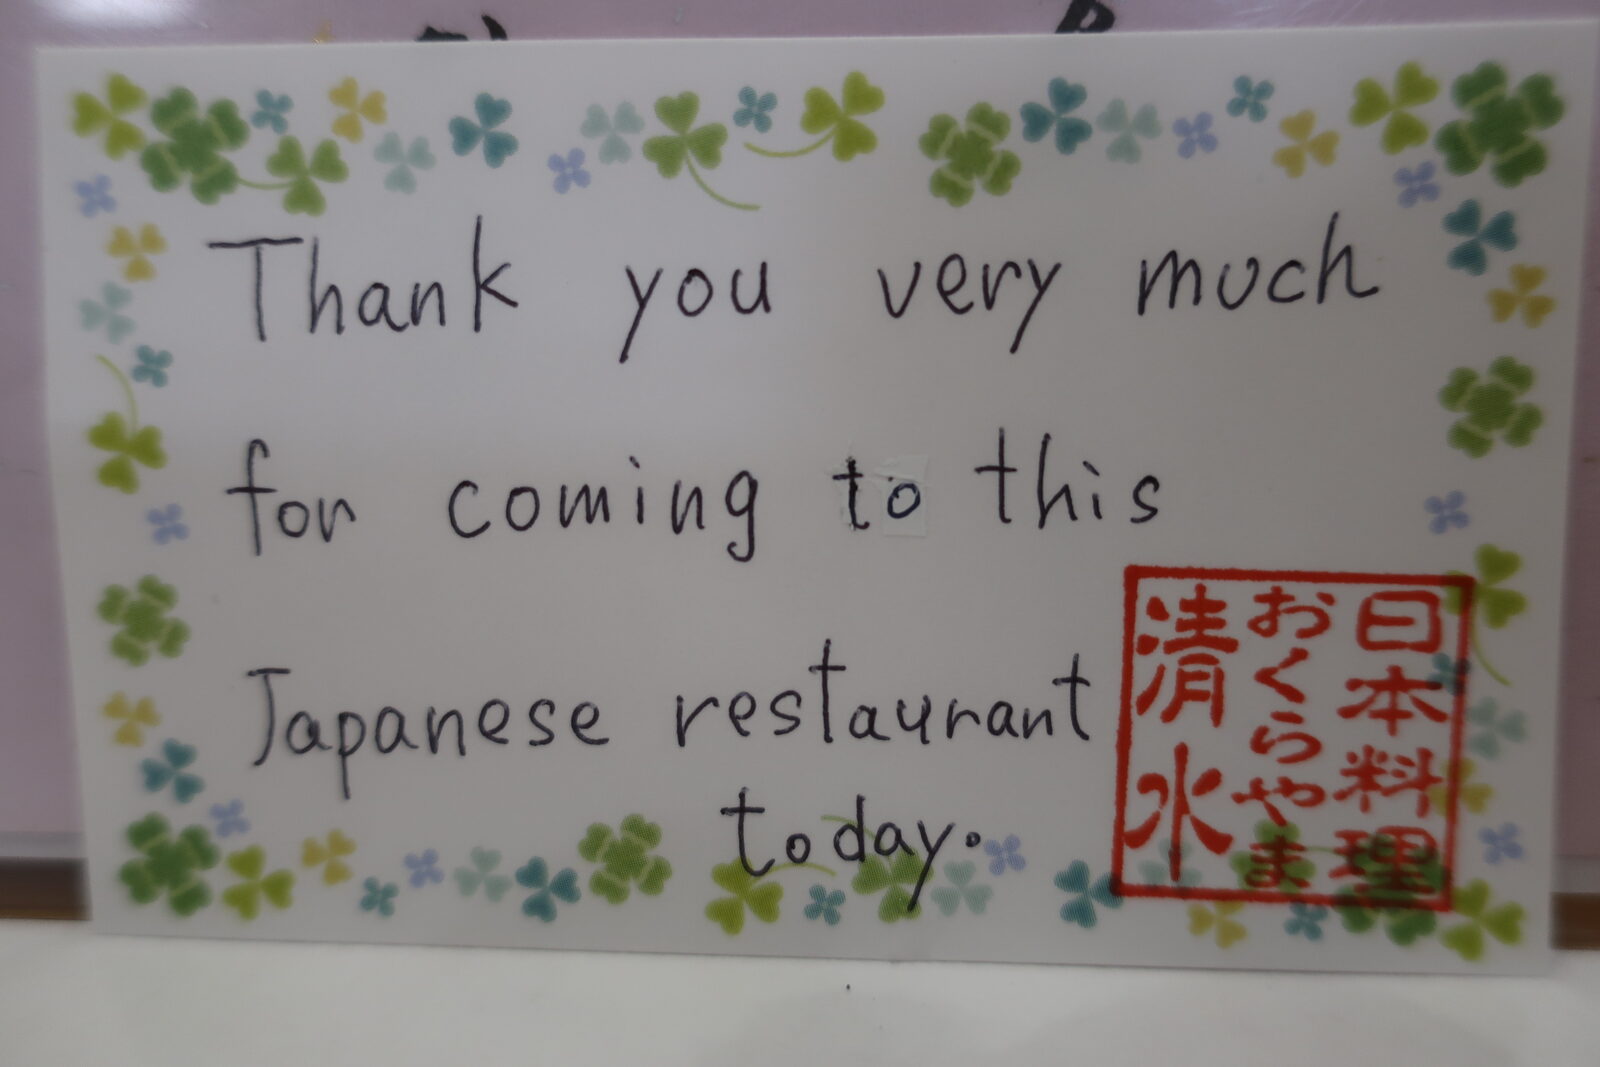 Thank you very much
for coming to this
Japanese restaurant
today.
日本料理
おくらやま
清水